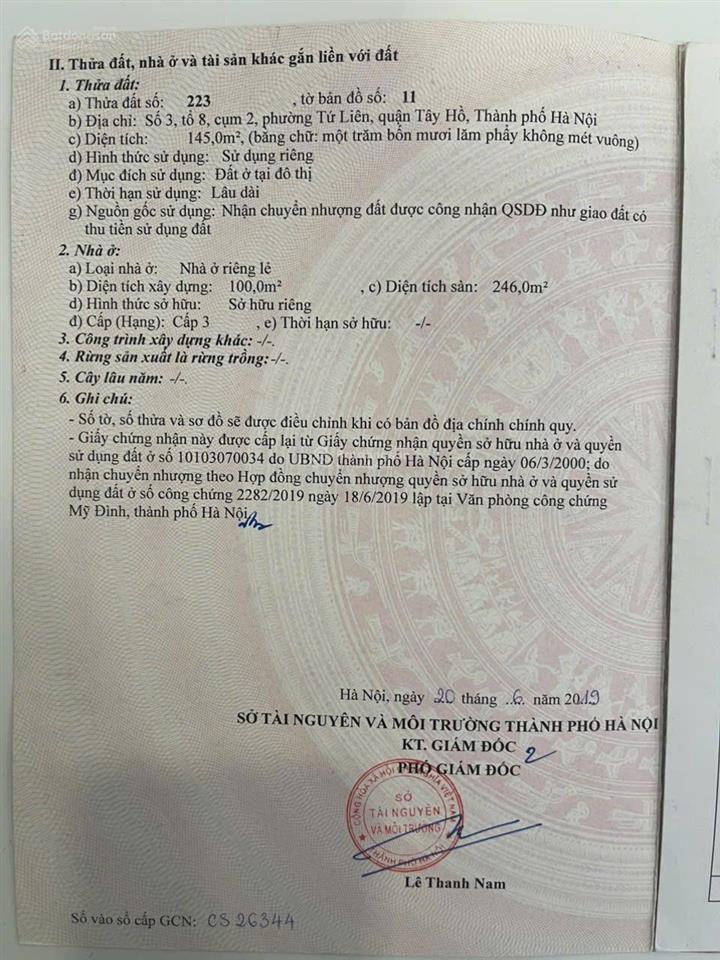 Batdongsan
II. Thửa đất, nhà ở và tài sản khác gắn liền với đất
1. Thửa đất:
a) Thửa đất số: 223 , tờ bản đồ số: 11
b) Địa chỉ: Số 3, tổ 8, cụm 2, phường Tứ Liên, quận Tây Hồ, Thành phố Hà Nội
c) Diện tích: 145,0m², (bằng chữ: một trăm bốn mươi lăm phẩy không mét vuông)
d) Hình thức sử dụng: Sử dụng riêng
đ) Mục đích sử dụng: Đất ở tại đô thị
e) Thời hạn sử dụng: Lâu dài
g) Nguồn gốc sử dụng: Nhận chuyển nhượng đất được công nhận QSDĐ như giao đất có
thu tiền sử dụng đất
2. Nhà ở:
a) Loại nhà ở: Nhà ở riêng lẻ
b) Diện tích xây dựng: 100,0m² , c) Diện tích sàn: 246,0m²
d) Hình thức sở hữu: Sở hữu riêng
đ) Cấp (Hạng): Cấp 3 , e) Thời hạn sở hữu: -/-
3. Công trình xây dựng khác: -/-.
4. Rừng sản xuất là rừng trồng: -/-.
5. Cây lâu năm: -/-.
6. Ghi chú:
- Số tờ, số thửa và sơ đồ sẽ được điều chỉnh khi có bản đồ địa chính chính quy.
- Giấy chứng nhận này được cấp lại từ Giấy chứng nhận quyền sở hữu nhà ở và quyền
sử dụng đất ở số 10103070034 do UBND thành phố Hà Nội cấp ngày 06/3/2000; do
nhận chuyển nhượng theo Hợp đồng chuyển nhượng quyền sở hữu nhà ở và quyền sử
dụng đất ở số công chứng 2282/2019 ngày 18/6/2019 lập tại Văn phòng công chứng
Mỹ Đình, thành phố Hà Nội.
Hà Nội, ngày 20 tháng ..6. năm 2019
SỞ TÀI NGUYÊN VÀ MÔI TRƯỜNG THÀNH PHỐ HÀ NỘI
KT. GIÁM ĐỐC
PHÓ GIÁM ĐỐC
CỘNG HÒA XÃ HỘI CHỦ NGHĨA VIỆT NAM
SỞ
TÀI NGUYÊN
VÀ MÔI TRƯỜNG
THÀNH PHỐ HÀ NỘI
Lê Thanh Nam
Số vào sổ cấp GCN: CS 26344